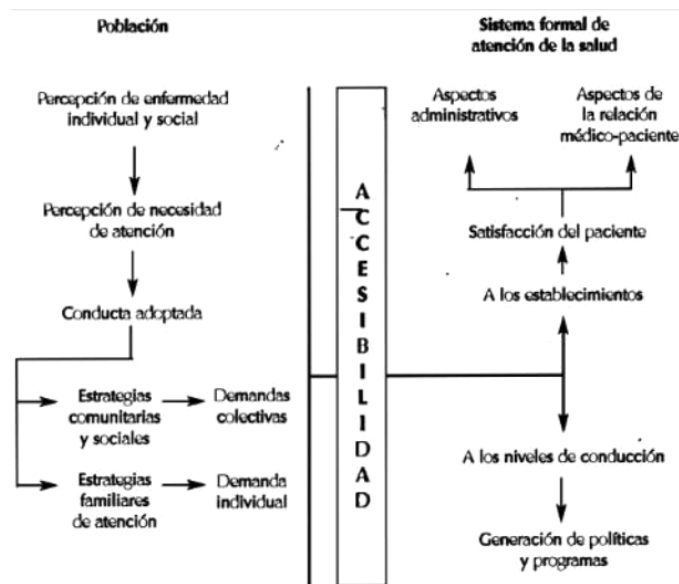 Población
Percepción de enfermedad
individual y social
Percepción de necesidad
de atención
Conducta adoptada
Estrategias
comunitarias
y sociales
Demandas
colectivas
Estrategias
familiares
de atención
Demanda
individual
ACCESIBILIDAD
Sistema formal de
atención de la salud
Aspectos
administrativos
Aspectos de
la relación
médico-paciente
Satisfacción del paciente
A los establecimientos
A los niveles de conducción
Generación de políticas
y programas